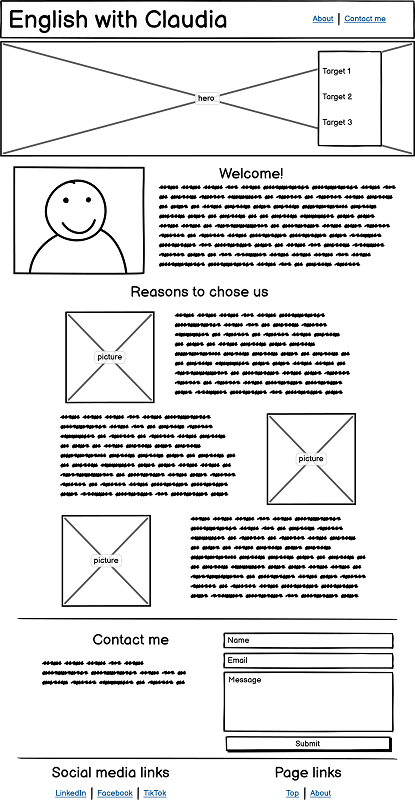 English with Claudia
About | Contact me
hero
Target 1
Target 2
Target 3
Welcome!
Reasons to chose us
picture
picture
picture
Contact me
Name
Email
Message
Submit
Social media links
Page links
LinkedIn | Facebook | TikTok
Top | About